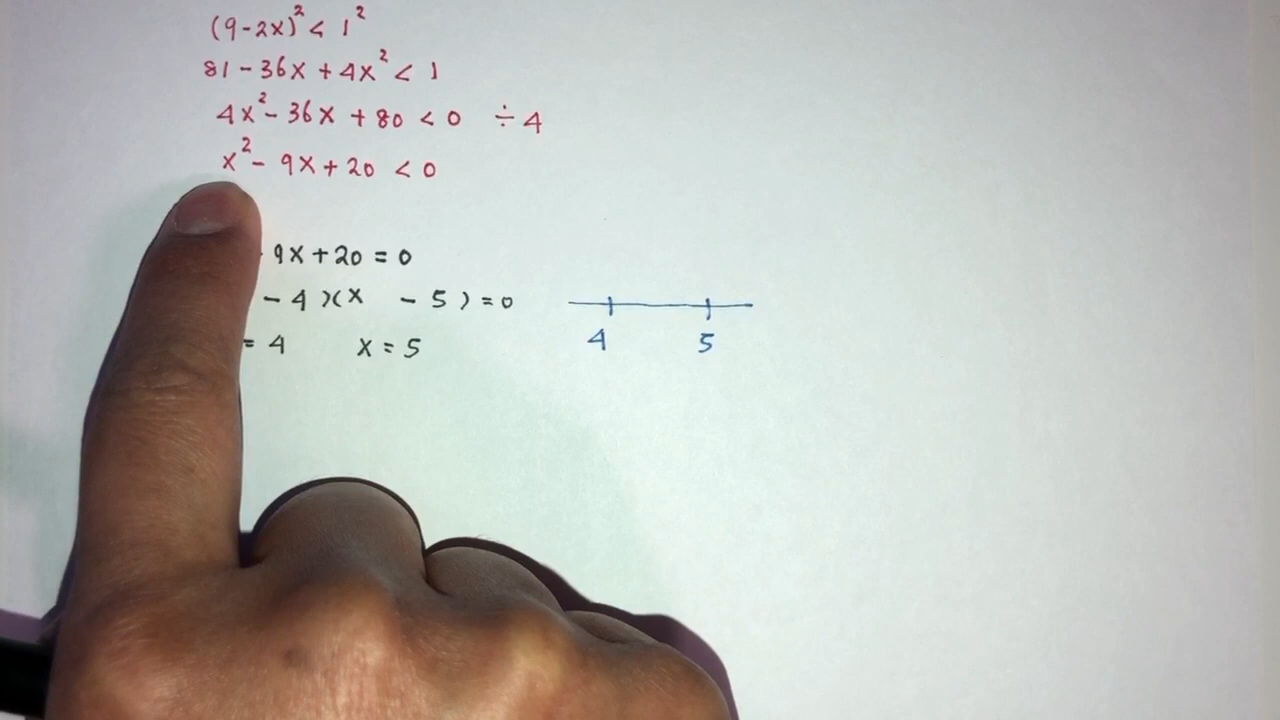 (9-2x)² < 1²
81 - 36x + 4x² < 1
4x² - 36x + 80 < 0 ÷ 4
x² - 9x + 20 < 0
- 9x + 20 = 0
- 4 )(x - 5 ) = 0
= 4 x = 5
4 5